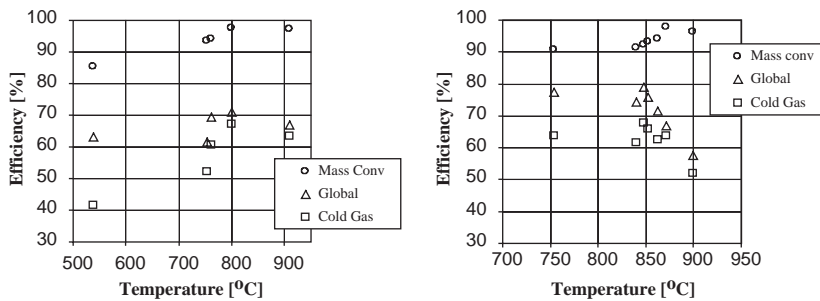 100
90
80
70
60
50
40
30
Efficiency [%]
500 600 700 800 900
Temperature [ºC]
Mass Conv
Global
Cold Gas
100
90
80
70
60
50
40
30
Efficiency [%]
700 750 800 850 900 950
Temperature [ºC]
Mass conv
Global
Cold Gas